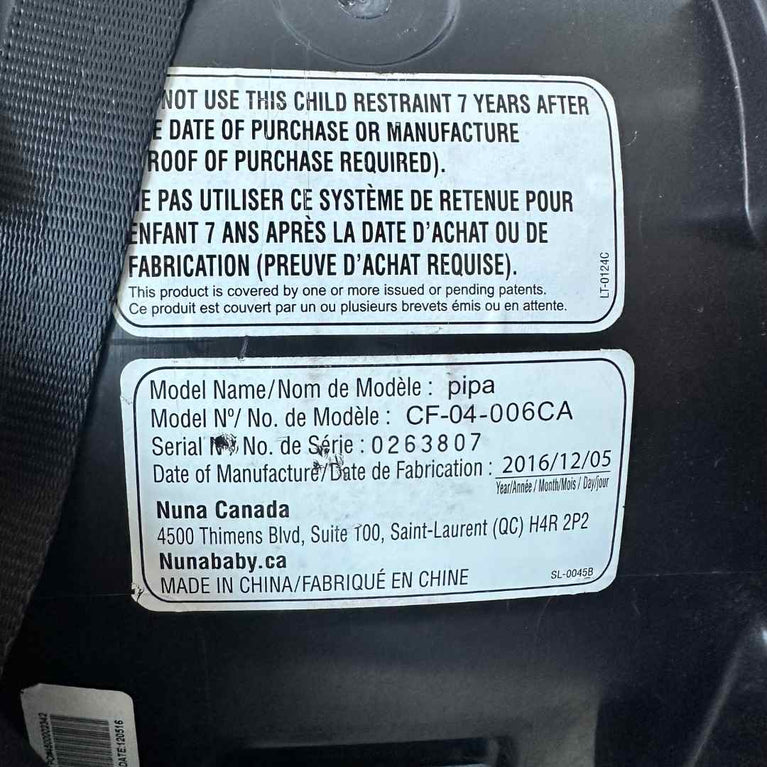 NOT USE THIS CHILD RESTRAINT 7 YEARS AFTER
E DATE OF PURCHASE OR MANUFACTURE
ROOF OF PURCHASE REQUIRED).
E PAS UTILISER CE SYSTÈME DE RETENUE POUR
ENFANT 7 ANS APRÈS LA DATE D'ACHAT OU DE
FABRICATION (PREUVE D'ACHAT REQUISE).
This product is covered by one or more issued or pending patents.
Ce produit est couvert par un ou plusieurs brevets émis ou en attente.
LT-0124C
Model Name/Nom de Modèle : pipa
Model Nº/ No. de Modèle : CF-04-006CA
Serial Nº/ No. de Série : 0263807
Date of Manufacture/Date de Fabrication : 2016/12/05
Year/Année / Month/Mois / Day/jour
Nuna Canada
4500 Thimens Blvd, Suite 100, Saint-Laurent (QC) H4R 2P2
Nunababy.ca
MADE IN CHINA/FABRIQUÉ EN CHINE
SL-0045B
DATE:120516